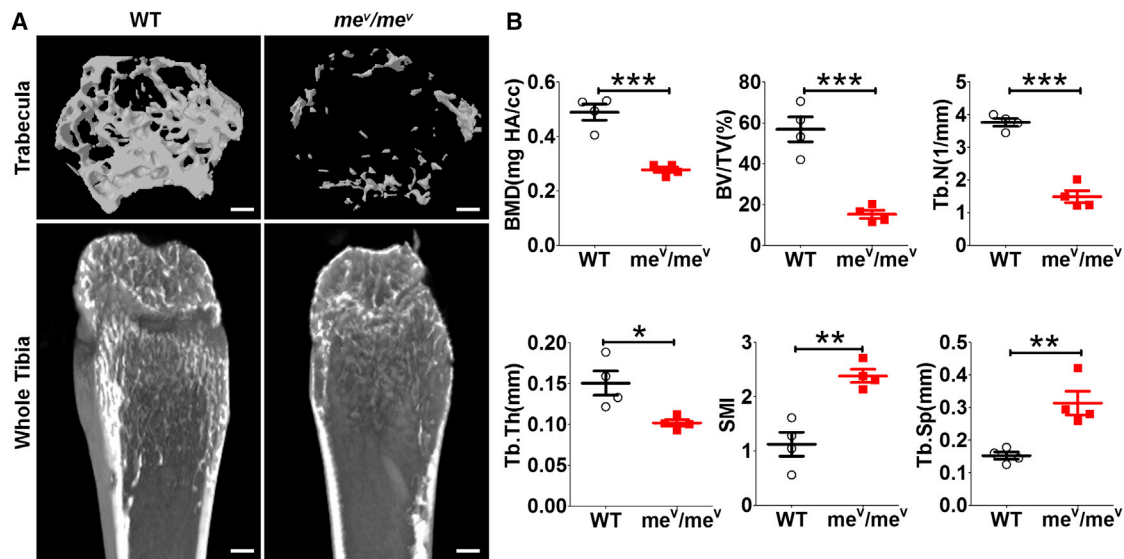 A
WT
me^v/me^v
Trabecula
Whole Tibia
B
BMD(mg HA/cc)
0.6
0.4
0.2
0.0
***
WT
me^v/me^v
BV/TV(%)
80
60
40
20
0
***
WT
me^v/me^v
Tb.N(1/mm)
5
4
3
2
1
0
***
WT
me^v/me^v
Tb.Th(mm)
0.20
0.15
0.10
0.05
0.00
*
WT
me^v/me^v
SMI
3
2
1
0
**
WT
me^v/me^v
Tb.Sp(mm)
0.5
0.4
0.3
0.2
0.1
0.0
**
WT
me^v/me^v